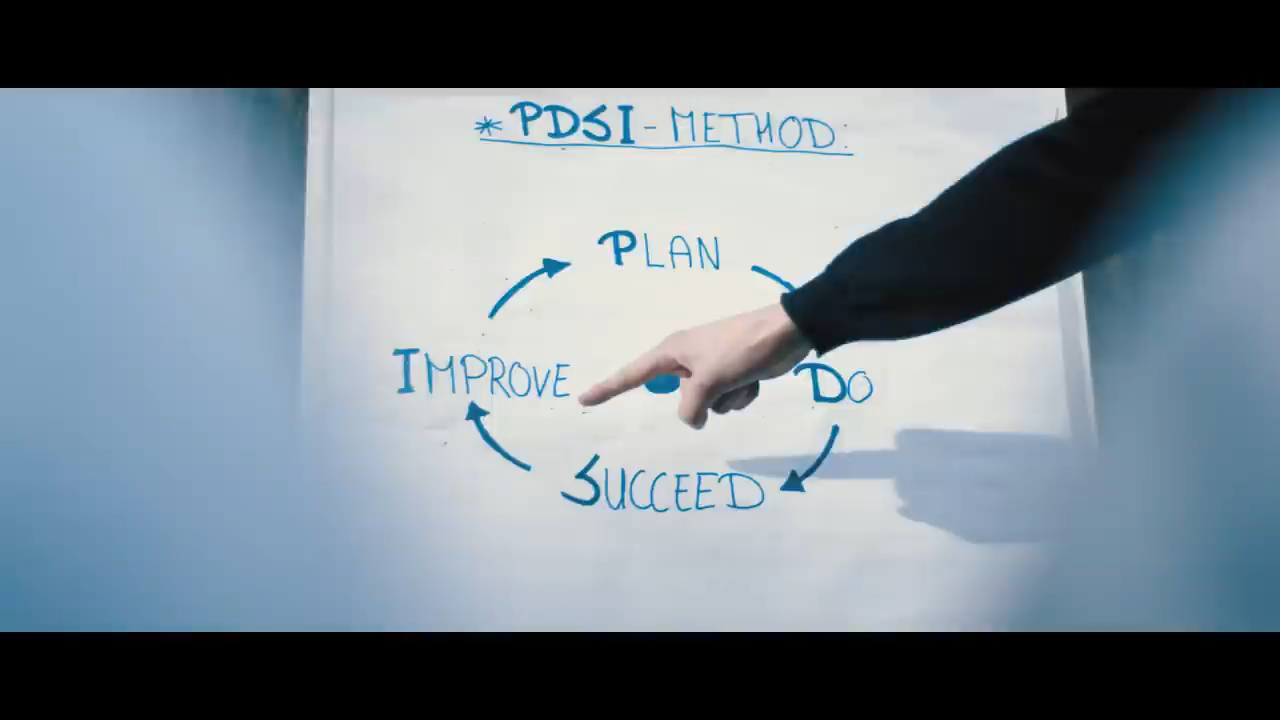 * PDSI-METHOD:
PLAN
IMPROVE
DO
SUCCEED